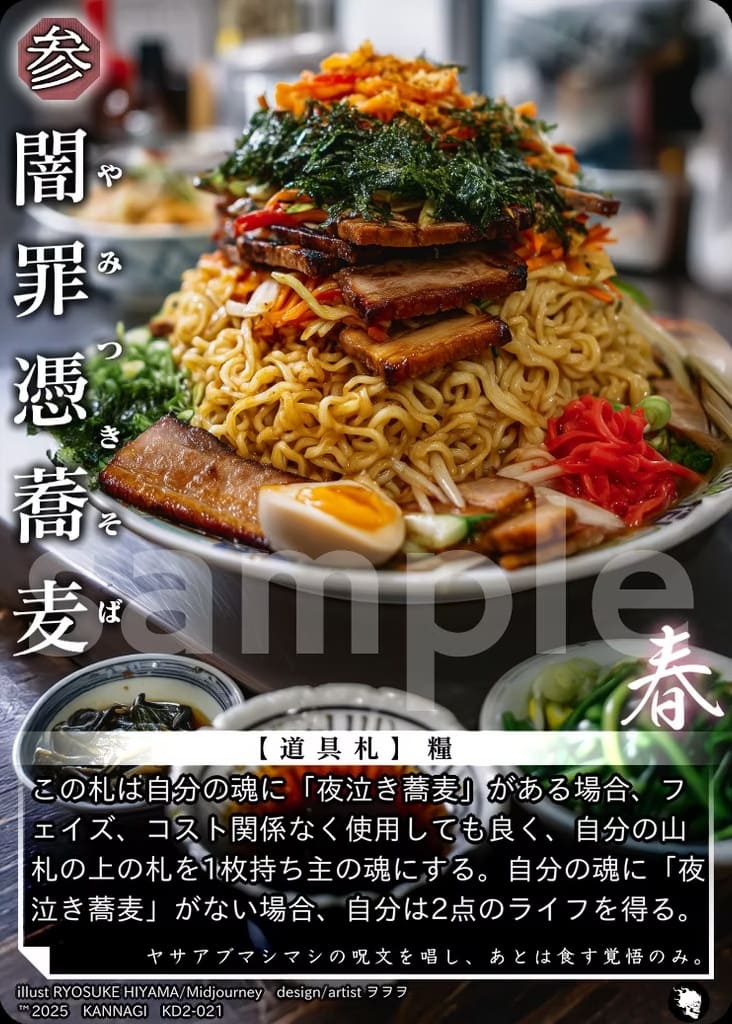 参
闇罪憑蕎麦
やみつきそば
sample
春
【道具札】糧
この札は自分の魂に「夜泣き蕎麦」がある場合、フ
ェイズ、コスト関係なく使用しても良く、自分の山
札の上の札を1枚持ち主の魂にする。自分の魂に「夜
泣き蕎麦」がない場合、自分は2点のライフを得る。
ヤサアブマシマシの呪文を唱し、あとは食す覚悟のみ。
illust RYOSUKE HIYAMA/Midjourney design/artist ヲヲヲ
™2025 KANNAGI KD2-021